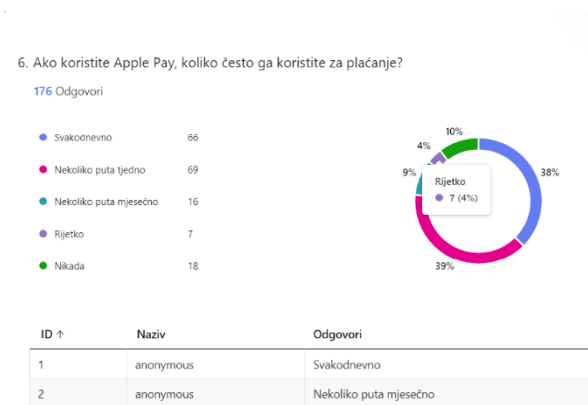 6. Ako koristite Apple Pay, koliko često ga koristite za plaćanje?
176 Odgovori
Svakodnevno 66
Nekoliko puta tjedno 69
Nekoliko puta mjesečno 16
Rijetko 7
Nikada 18
10%
4%
9%
38%
Rijetko
7 (4%)
39%
ID ↑ Naziv Odgovori
1 anonymous Svakodnevno
2 anonymous Nekoliko puta mjesečno